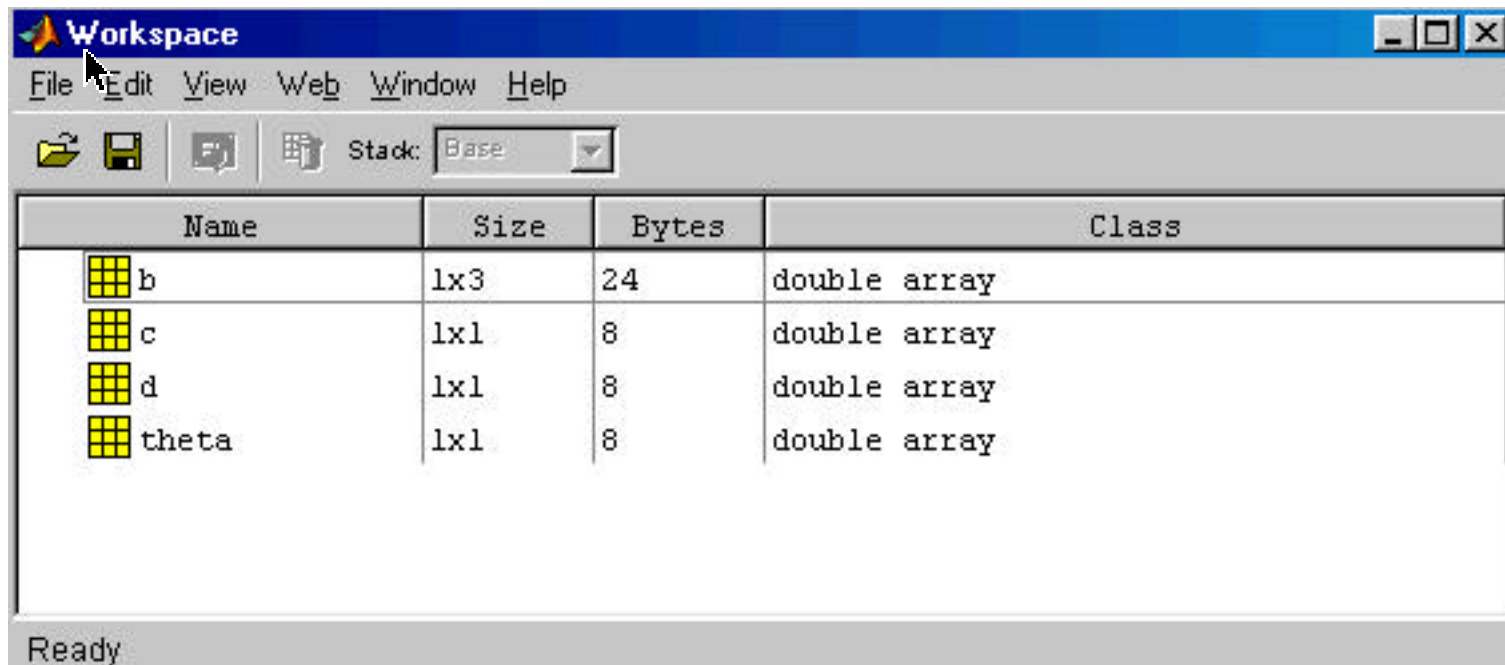 Workspace
File Edit View Web Window Help
Stack: Base
Name Size Bytes Class
b 1x3 24 double array
c 1x1 8 double array
d 1x1 8 double array
theta 1x1 8 double array
Ready